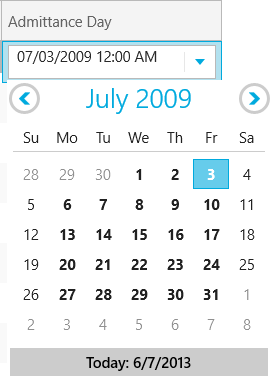 Admittance Day
07/03/2009 12:00 AM
July 2009
Su Mo Tu We Th Fr Sa
28 29 30 1 2 3 4
5 6 7 8 9 10 11
12 13 14 15 16 17 18
19 20 21 22 23 24 25
26 27 28 29 30 31 1
2 3 4 5 6 7 8
Today: 6/7/2013